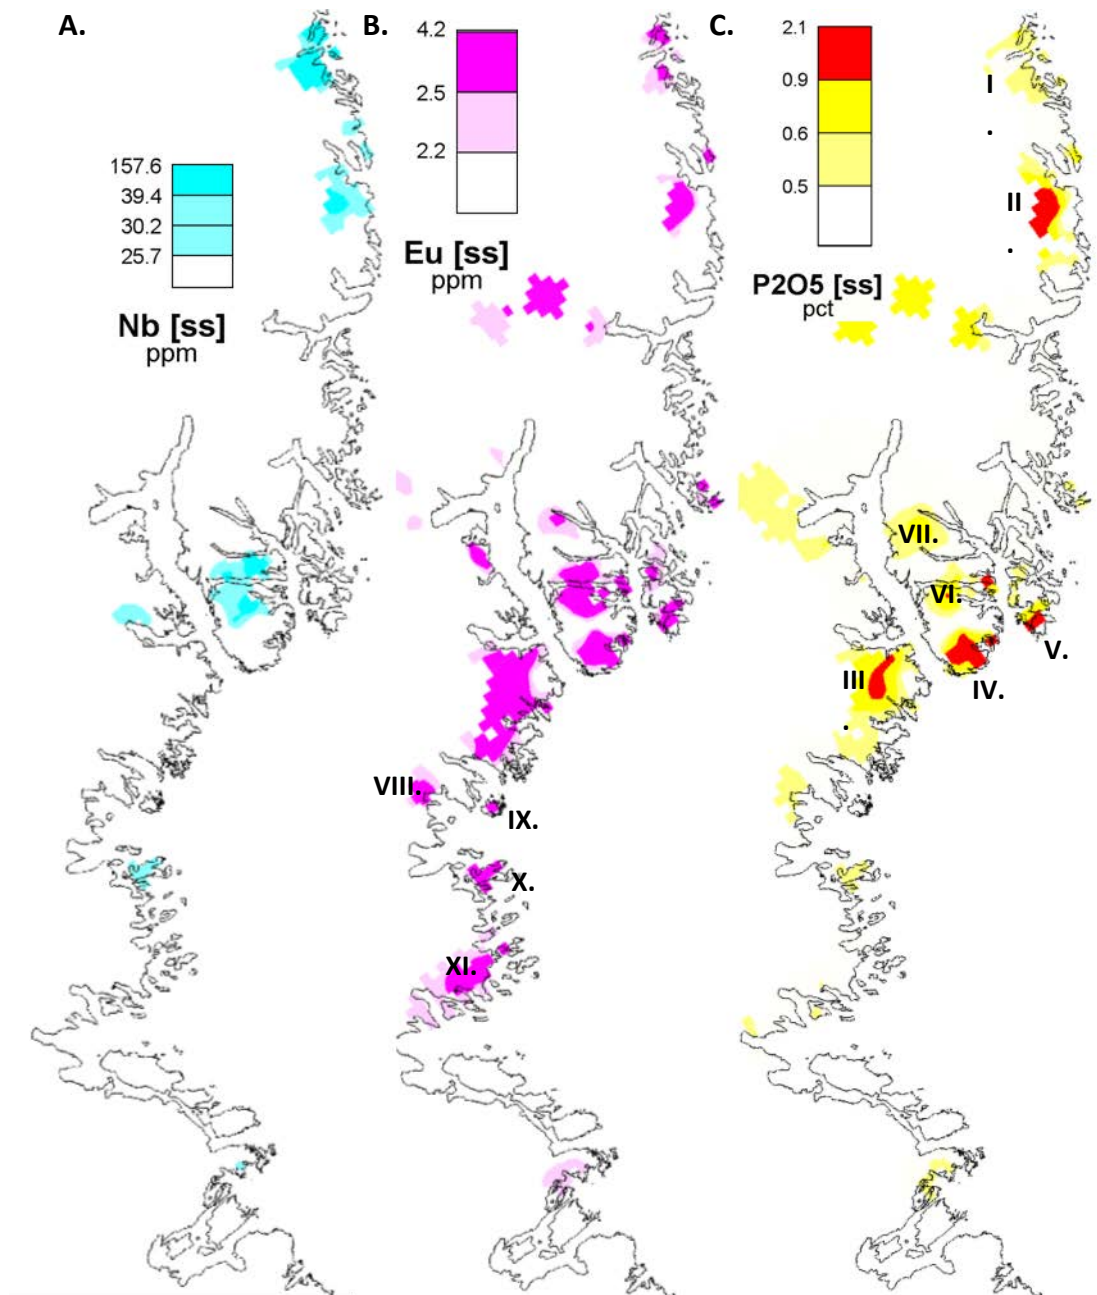 A.
B.
C.
157.6
39.4
30.2
25.7
Nb [ss]
ppm
4.2
2.5
2.2
Eu [ss]
ppm
2.1
0.9
0.6
0.5
P2O5 [ss]
pct
I
.
II
.
VII.
VI.
V.
IV.
III
.
VIII.
IX.
X.
XI.